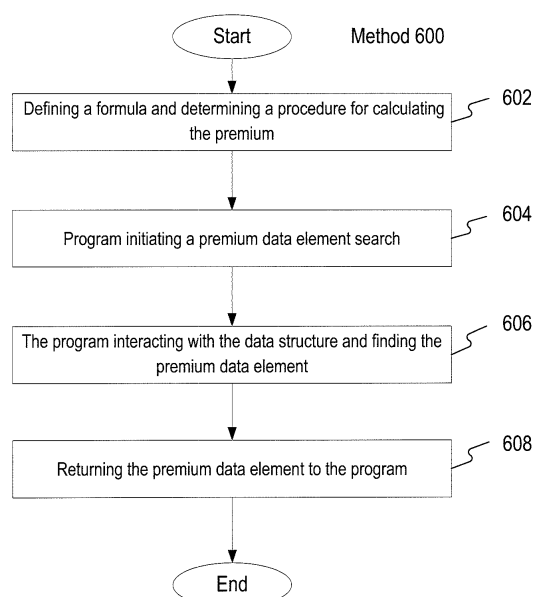 Start
Method 600
Defining a formula and determining a procedure for calculating
the premium
602
Program initiating a premium data element search
604
The program interacting with the data structure and finding the
premium data element
606
Returning the premium data element to the program
608
End